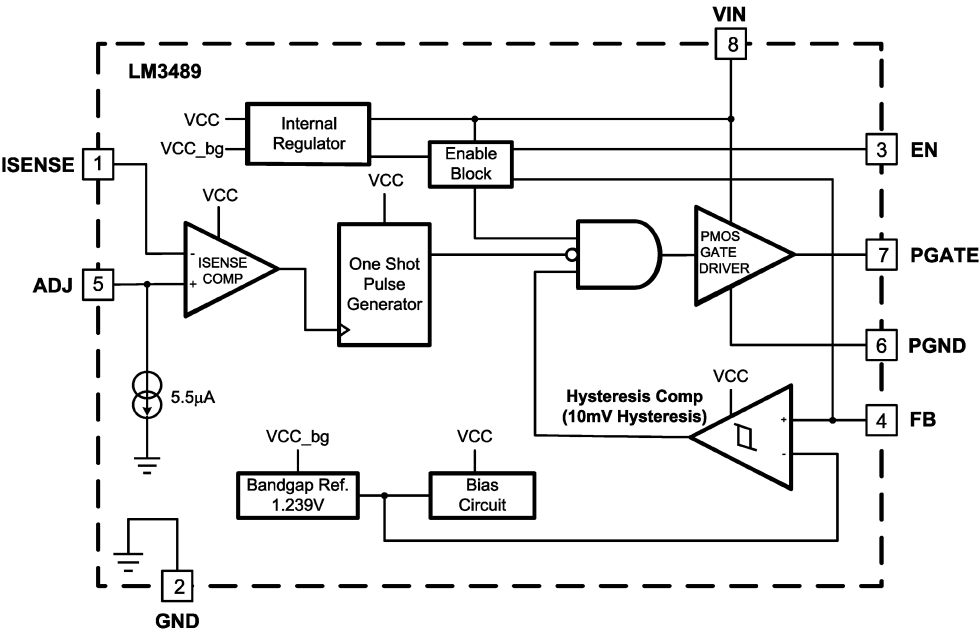 VIN
8
LM3489
VCC
VCC_bg
Internal
Regulator
Enable
Block
3
EN
ISENSE
1
VCC
VCC
-
ISENSE
COMP
+
One Shot
Pulse
Generator
PMOS
GATE
DRIVER
7
PGATE
ADJ
5
6
PGND
5.5μA
Hysteresis Comp
(10mV Hysteresis)
VCC
+
-
4
FB
VCC_bg
VCC
Bandgap Ref.
1.239V
Bias
Circuit
2
GND